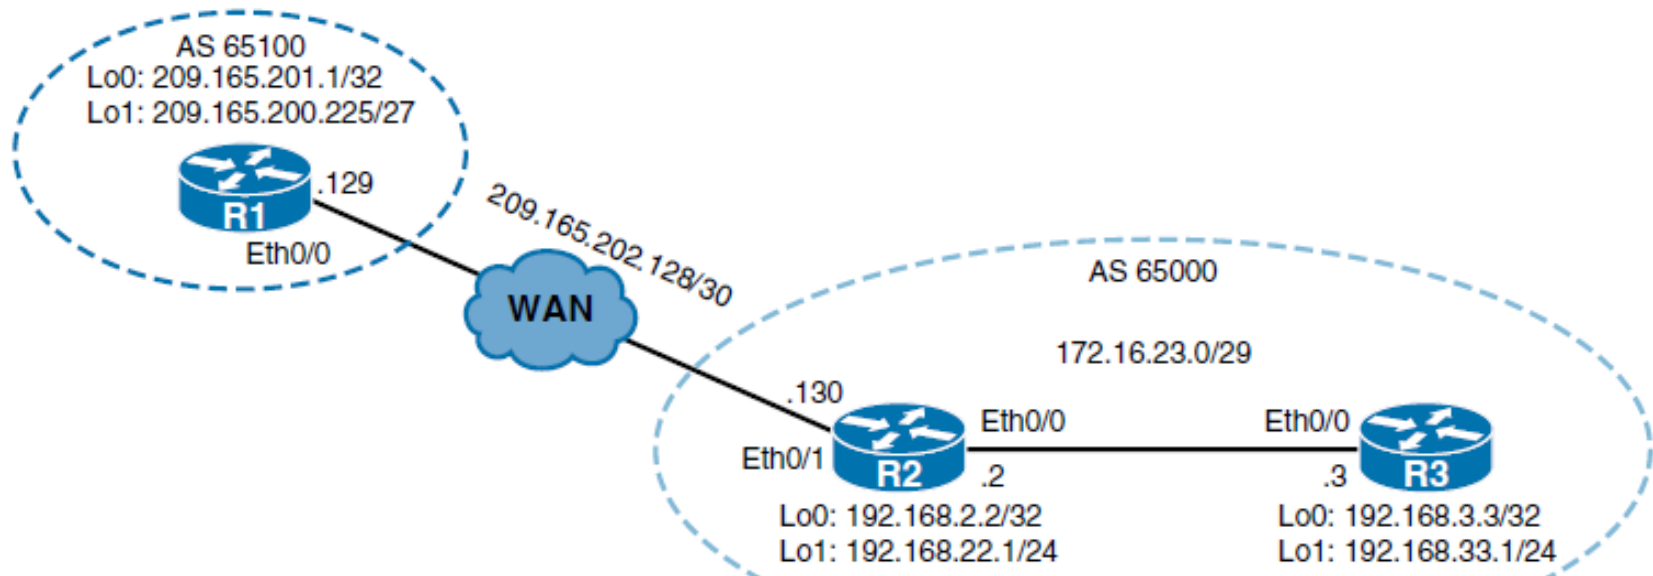 AS 65100
Lo0: 209.165.201.1/32
Lo1: 209.165.200.225/27
.129
R1
Eth0/0
209.165.202.128/30
WAN
AS 65000
172.16.23.0/29
.130
Eth0/1
R2
Eth0/0
.2
Eth0/0
.3
R3
Lo0: 192.168.2.2/32
Lo1: 192.168.22.1/24
Lo0: 192.168.3.3/32
Lo1: 192.168.33.1/24